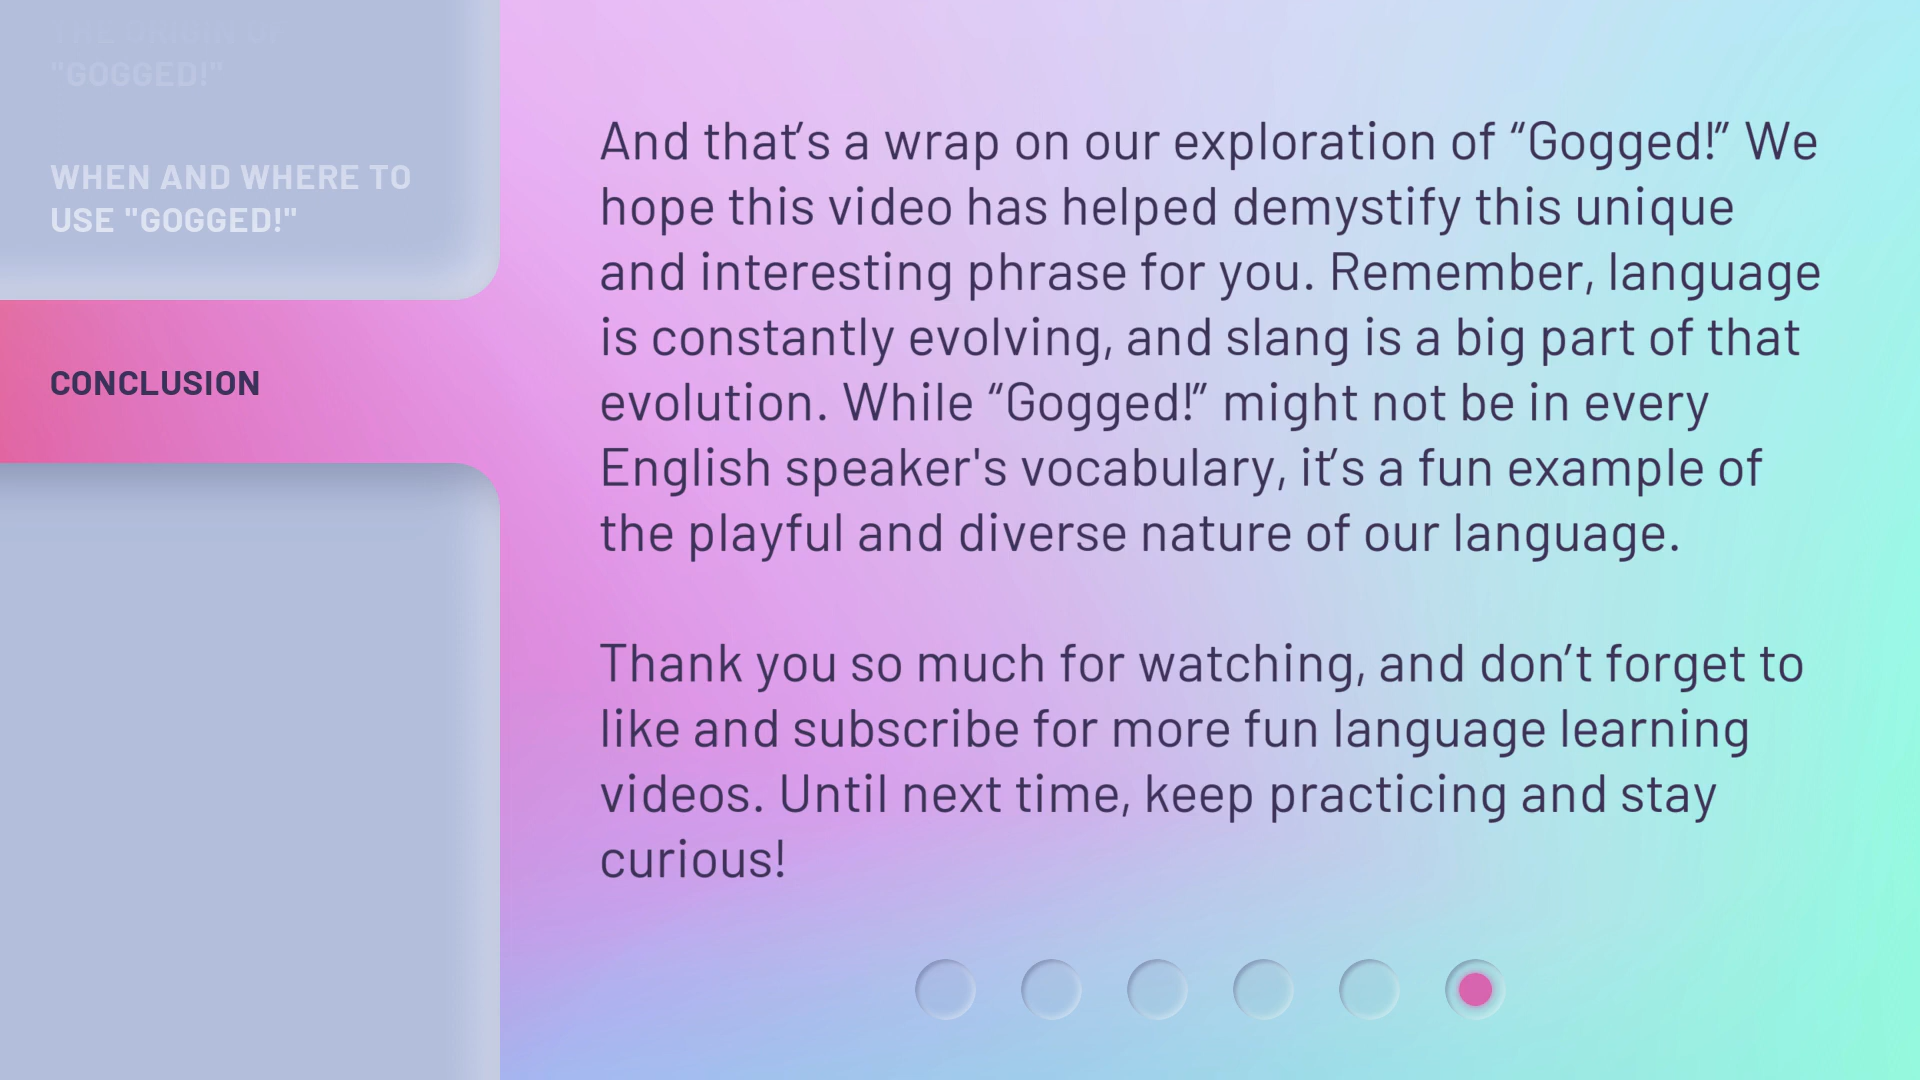 THE ORIGIN OF
"GOGGED!"
WHEN AND WHERE TO
USE "GOGGED!"
CONCLUSION
And that’s a wrap on our exploration of “Gogged!” We
hope this video has helped demystify this unique
and interesting phrase for you. Remember, language
is constantly evolving, and slang is a big part of that
evolution. While “Gogged!” might not be in every
English speaker's vocabulary, it’s a fun example of
the playful and diverse nature of our language.
Thank you so much for watching, and don’t forget to
like and subscribe for more fun language learning
videos. Until next time, keep practicing and stay
curious!